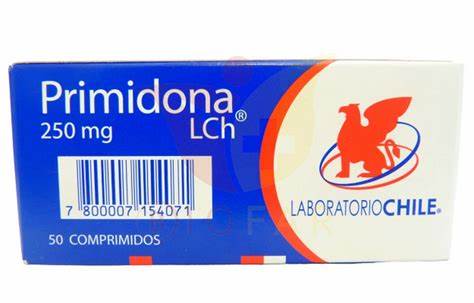 Primidona
250 mg LCh®
7 800007 154071
50 COMPRIMIDOS
LABORATORIOCHILE®